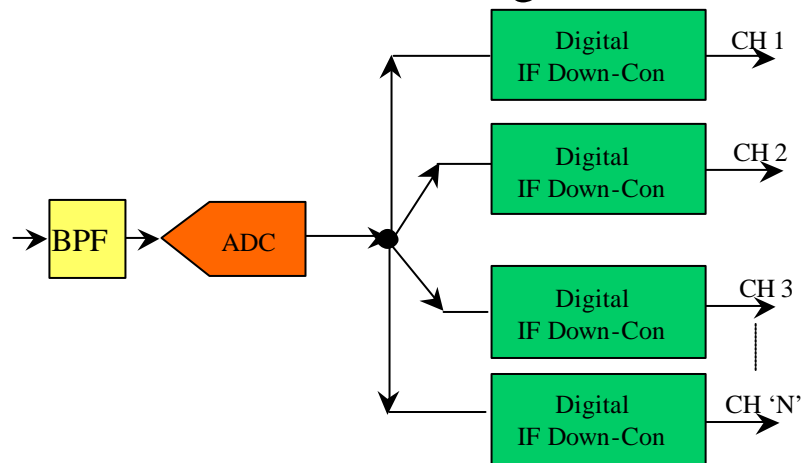 Digital
IF Down-Con
CH 1
Digital
IF Down-Con
CH 2
BPF
ADC
Digital
IF Down-Con
CH 3
Digital
IF Down-Con
CH ‘N’